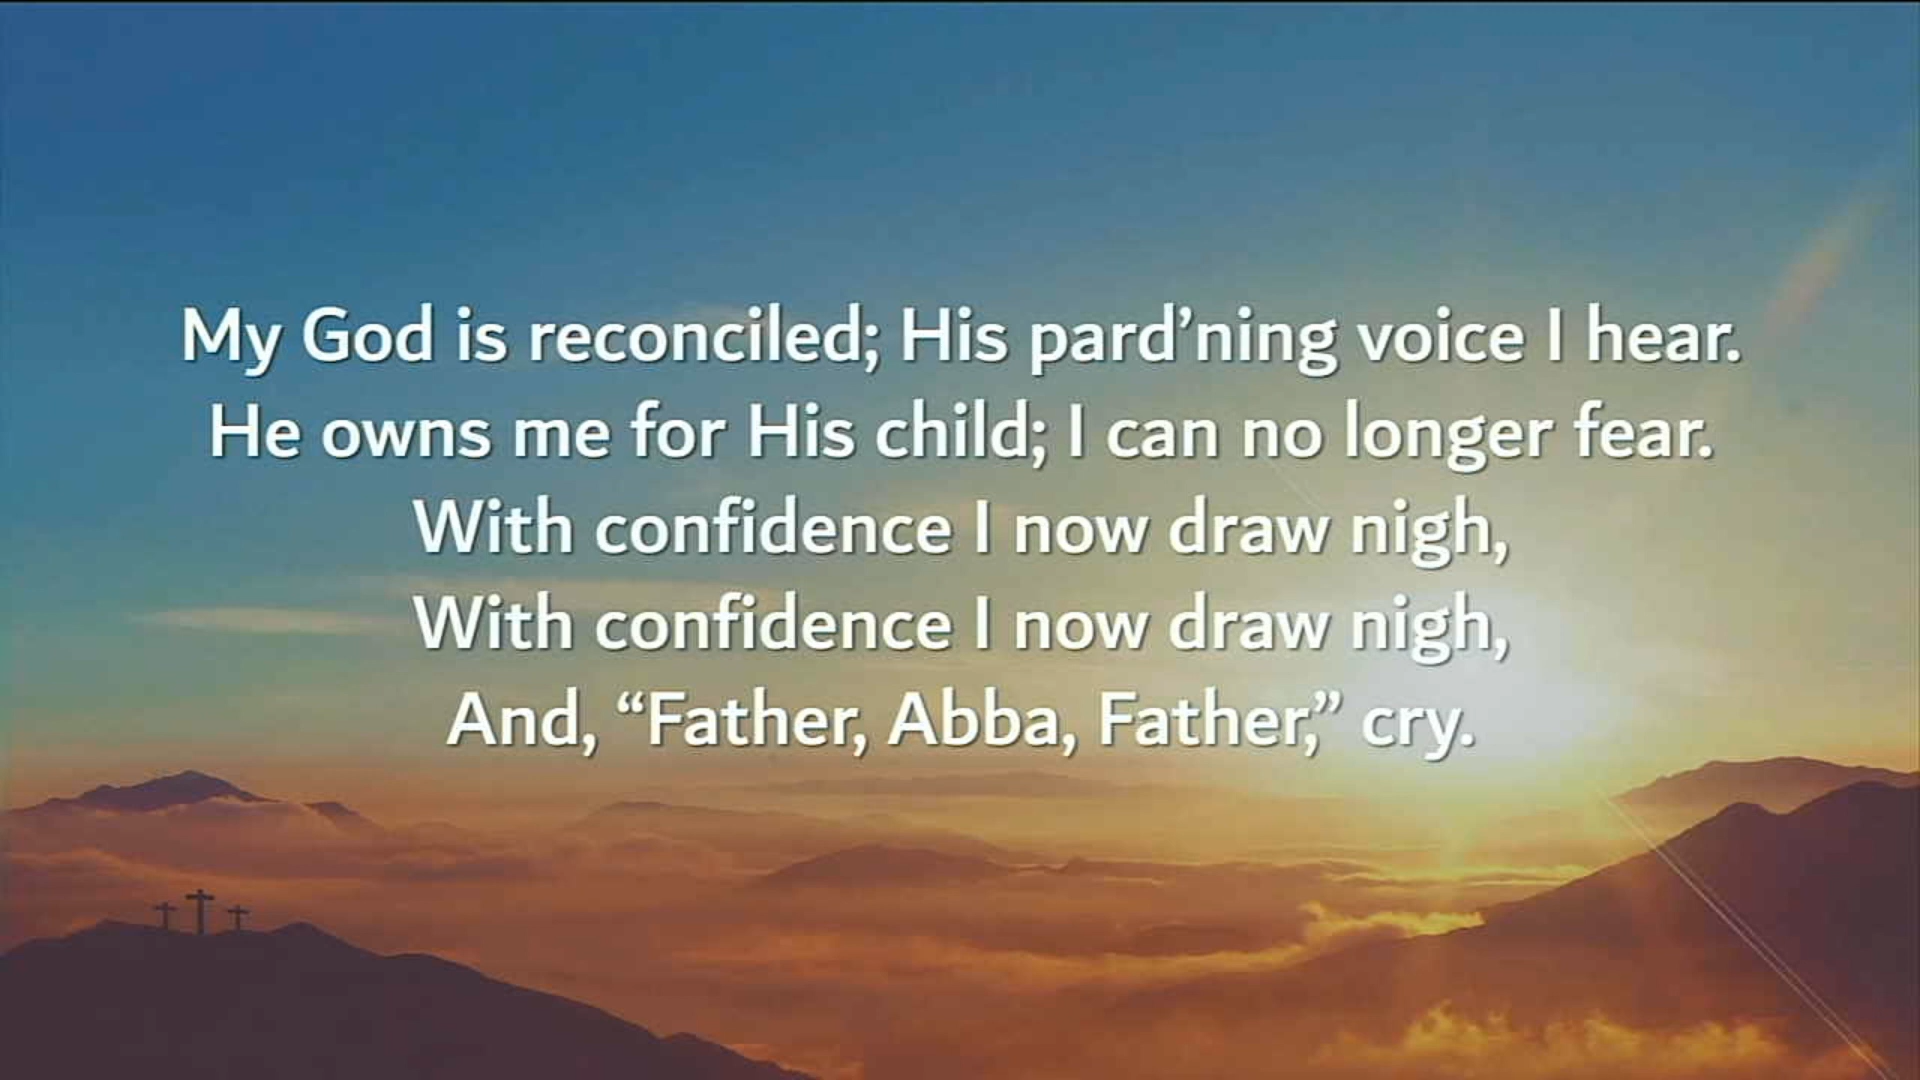 My God is reconciled; His pard’ning voice I hear.
He owns me for His child; I can no longer fear.
With confidence I now draw nigh,
With confidence I now draw nigh,
And, “Father, Abba, Father,” cry.